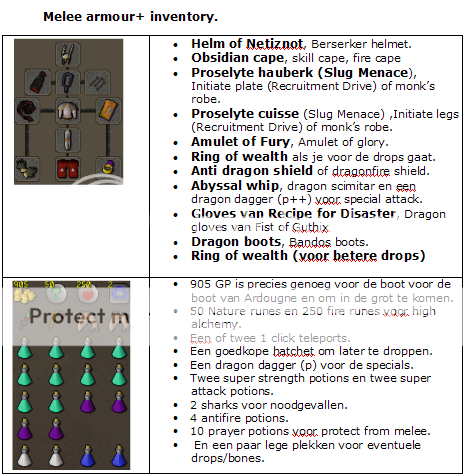 Melee armour+ inventory.
• Helm of Netiznot, Berserker helmet.
• Obsidian cape, skill cape, fire cape
• Proselyte hauberk (Slug Menace),
Initiate plate (Recruitment Drive) of monk's
robe.
• Proselyte cuisse (Slug Menace) ,Initiate legs
(Recruitment Drive) of monk's robe.
• Amulet of Fury, Amulet of glory.
• Ring of wealth als je voor de drops gaat.
• Anti dragon shield of dragonfire shield.
• Abyssal whip, dragon scimitar en een
dragon dagger (p++) voor special attack.
• Gloves van Recipe for Disaster, Dragon
gloves van Fist of Guthix
• Dragon boots, Bandos boots.
• Ring of wealth (voor betere drops)
905 50 250 2
Protect m
• 905 GP is precies genoeg voor de boot voor de
boot van Ardougne en om in de grot te komen.
• 50 Nature runes en 250 fire runes voor high
alchemy.
• Een of twee 1 click teleports.
• Een goedkope hatchet om later te droppen.
• Een dragon dagger (p) voor de specials.
• Twee super strength potions en twee super
attack potions.
• 2 sharks voor noodgevallen.
• 4 antifire potions.
• 10 prayer potions voor protect from melee.
• En een paar lege plekken voor eventuele
drops/bones.